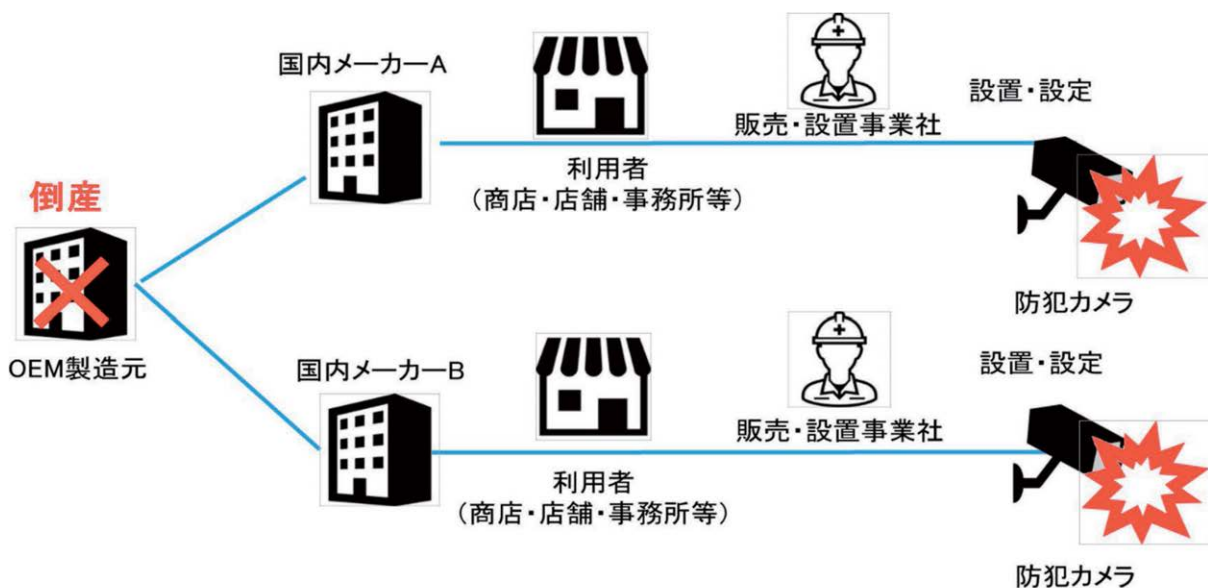 国内メーカーA
設置・設定
販売・設置事業社
利用者
(商店・店舗・事務所等)
倒産
防犯カメラ
OEM製造元
国内メーカーB
設置・設定
販売・設置事業社
利用者
(商店・店舗・事務所等)
防犯カメラ